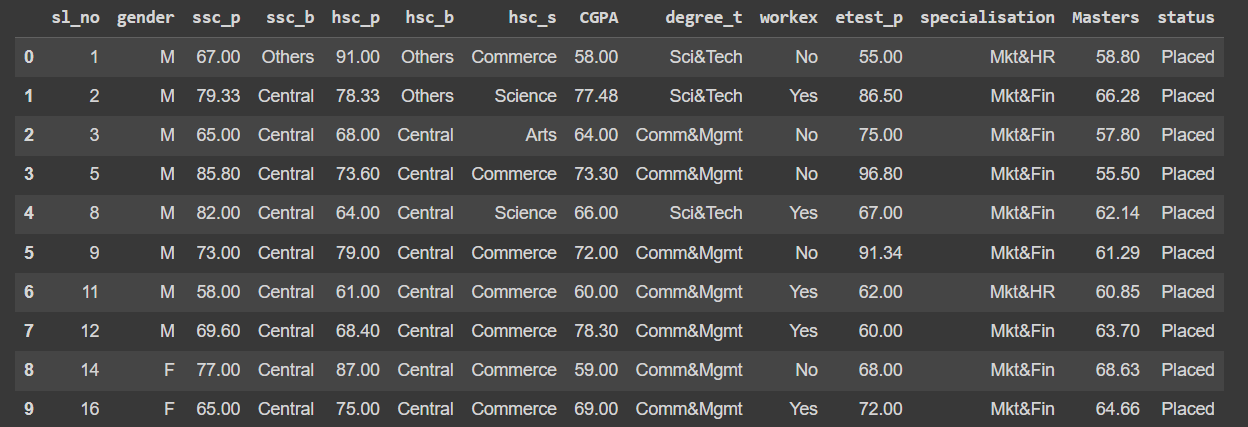 sl_no gender ssc_p ssc_b hsc_p hsc_b hsc_s CGPA degree_t workex etest_p specialisation Masters status
0 1 M 67.00 Others 91.00 Others Commerce 58.00 Sci&Tech No 55.00 Mkt&HR 58.80 Placed
1 2 M 79.33 Central 78.33 Others Science 77.48 Sci&Tech Yes 86.50 Mkt&Fin 66.28 Placed
2 3 M 65.00 Central 68.00 Central Arts 64.00 Comm&Mgmt No 75.00 Mkt&Fin 57.80 Placed
3 5 M 85.80 Central 73.60 Central Commerce 73.30 Comm&Mgmt No 96.80 Mkt&Fin 55.50 Placed
4 8 M 82.00 Central 64.00 Central Science 66.00 Sci&Tech Yes 67.00 Mkt&Fin 62.14 Placed
5 9 M 73.00 Central 79.00 Central Commerce 72.00 Comm&Mgmt No 91.34 Mkt&Fin 61.29 Placed
6 11 M 58.00 Central 61.00 Central Commerce 60.00 Comm&Mgmt Yes 62.00 Mkt&HR 60.85 Placed
7 12 M 69.60 Central 68.40 Central Commerce 78.30 Comm&Mgmt Yes 60.00 Mkt&Fin 63.70 Placed
8 14 F 77.00 Central 87.00 Central Commerce 59.00 Comm&Mgmt No 68.00 Mkt&Fin 68.63 Placed
9 16 F 65.00 Central 75.00 Central Commerce 69.00 Comm&Mgmt Yes 72.00 Mkt&Fin 64.66 Placed